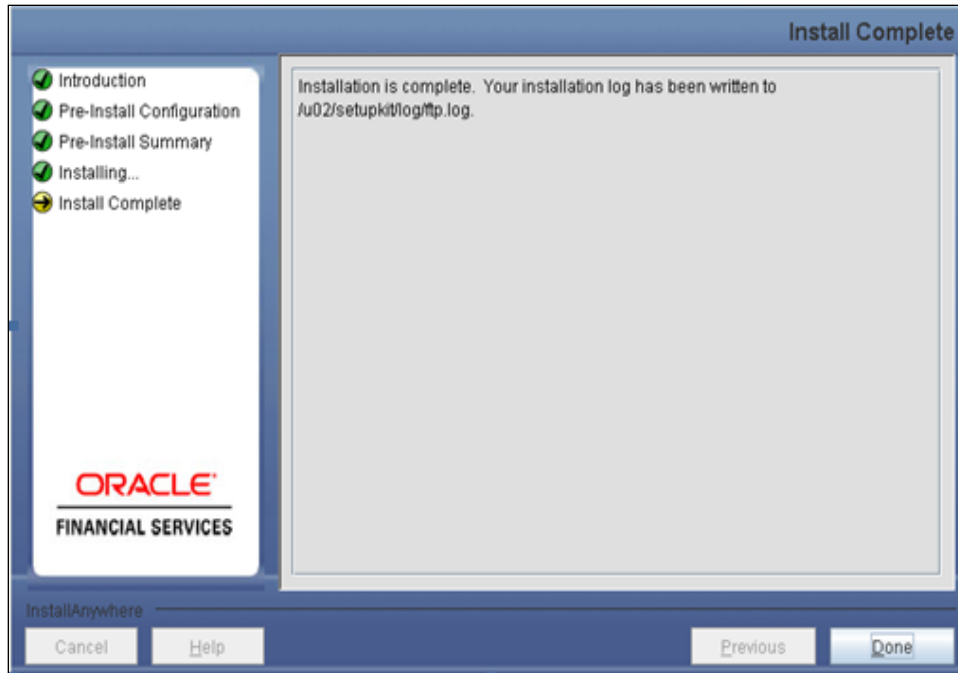 Install Complete
Introduction
Pre-Install Configuration
Pre-Install Summary
Installing...
Install Complete
Installation is complete. Your installation log has been written to
/u02/setupkit/log/ftp.log.
ORACLE
FINANCIAL SERVICES
InstallAnywhere
Cancel
Help
Previous
Done